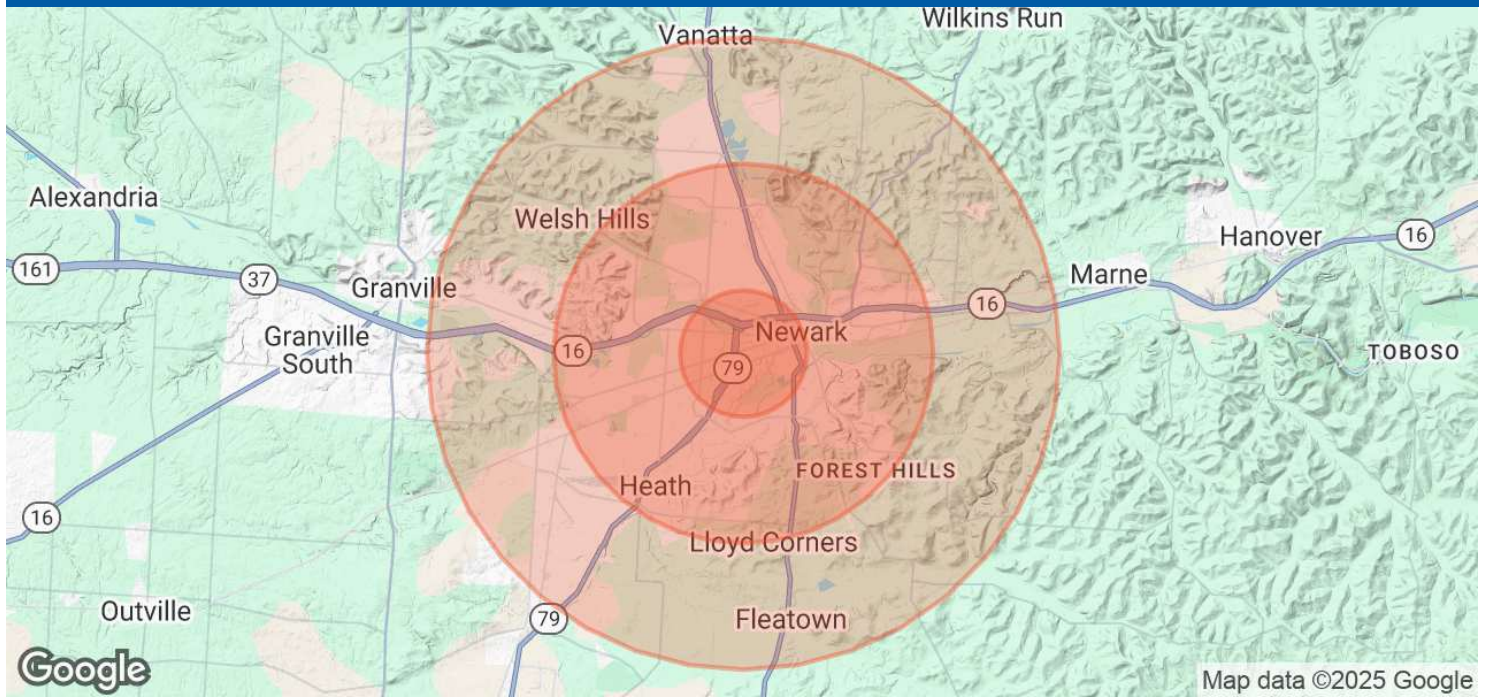 Wilkins Run
Vanatta
Alexandria
Welsh Hills
Hanover
16
161
37
Granville
Marne
16
Granville
South
16
Newark
TOBOSO
79
Heath
FOREST HILLS
16
Lloyd Corners
Outville
79
Fleatown
Google
Map data ©2025 Google